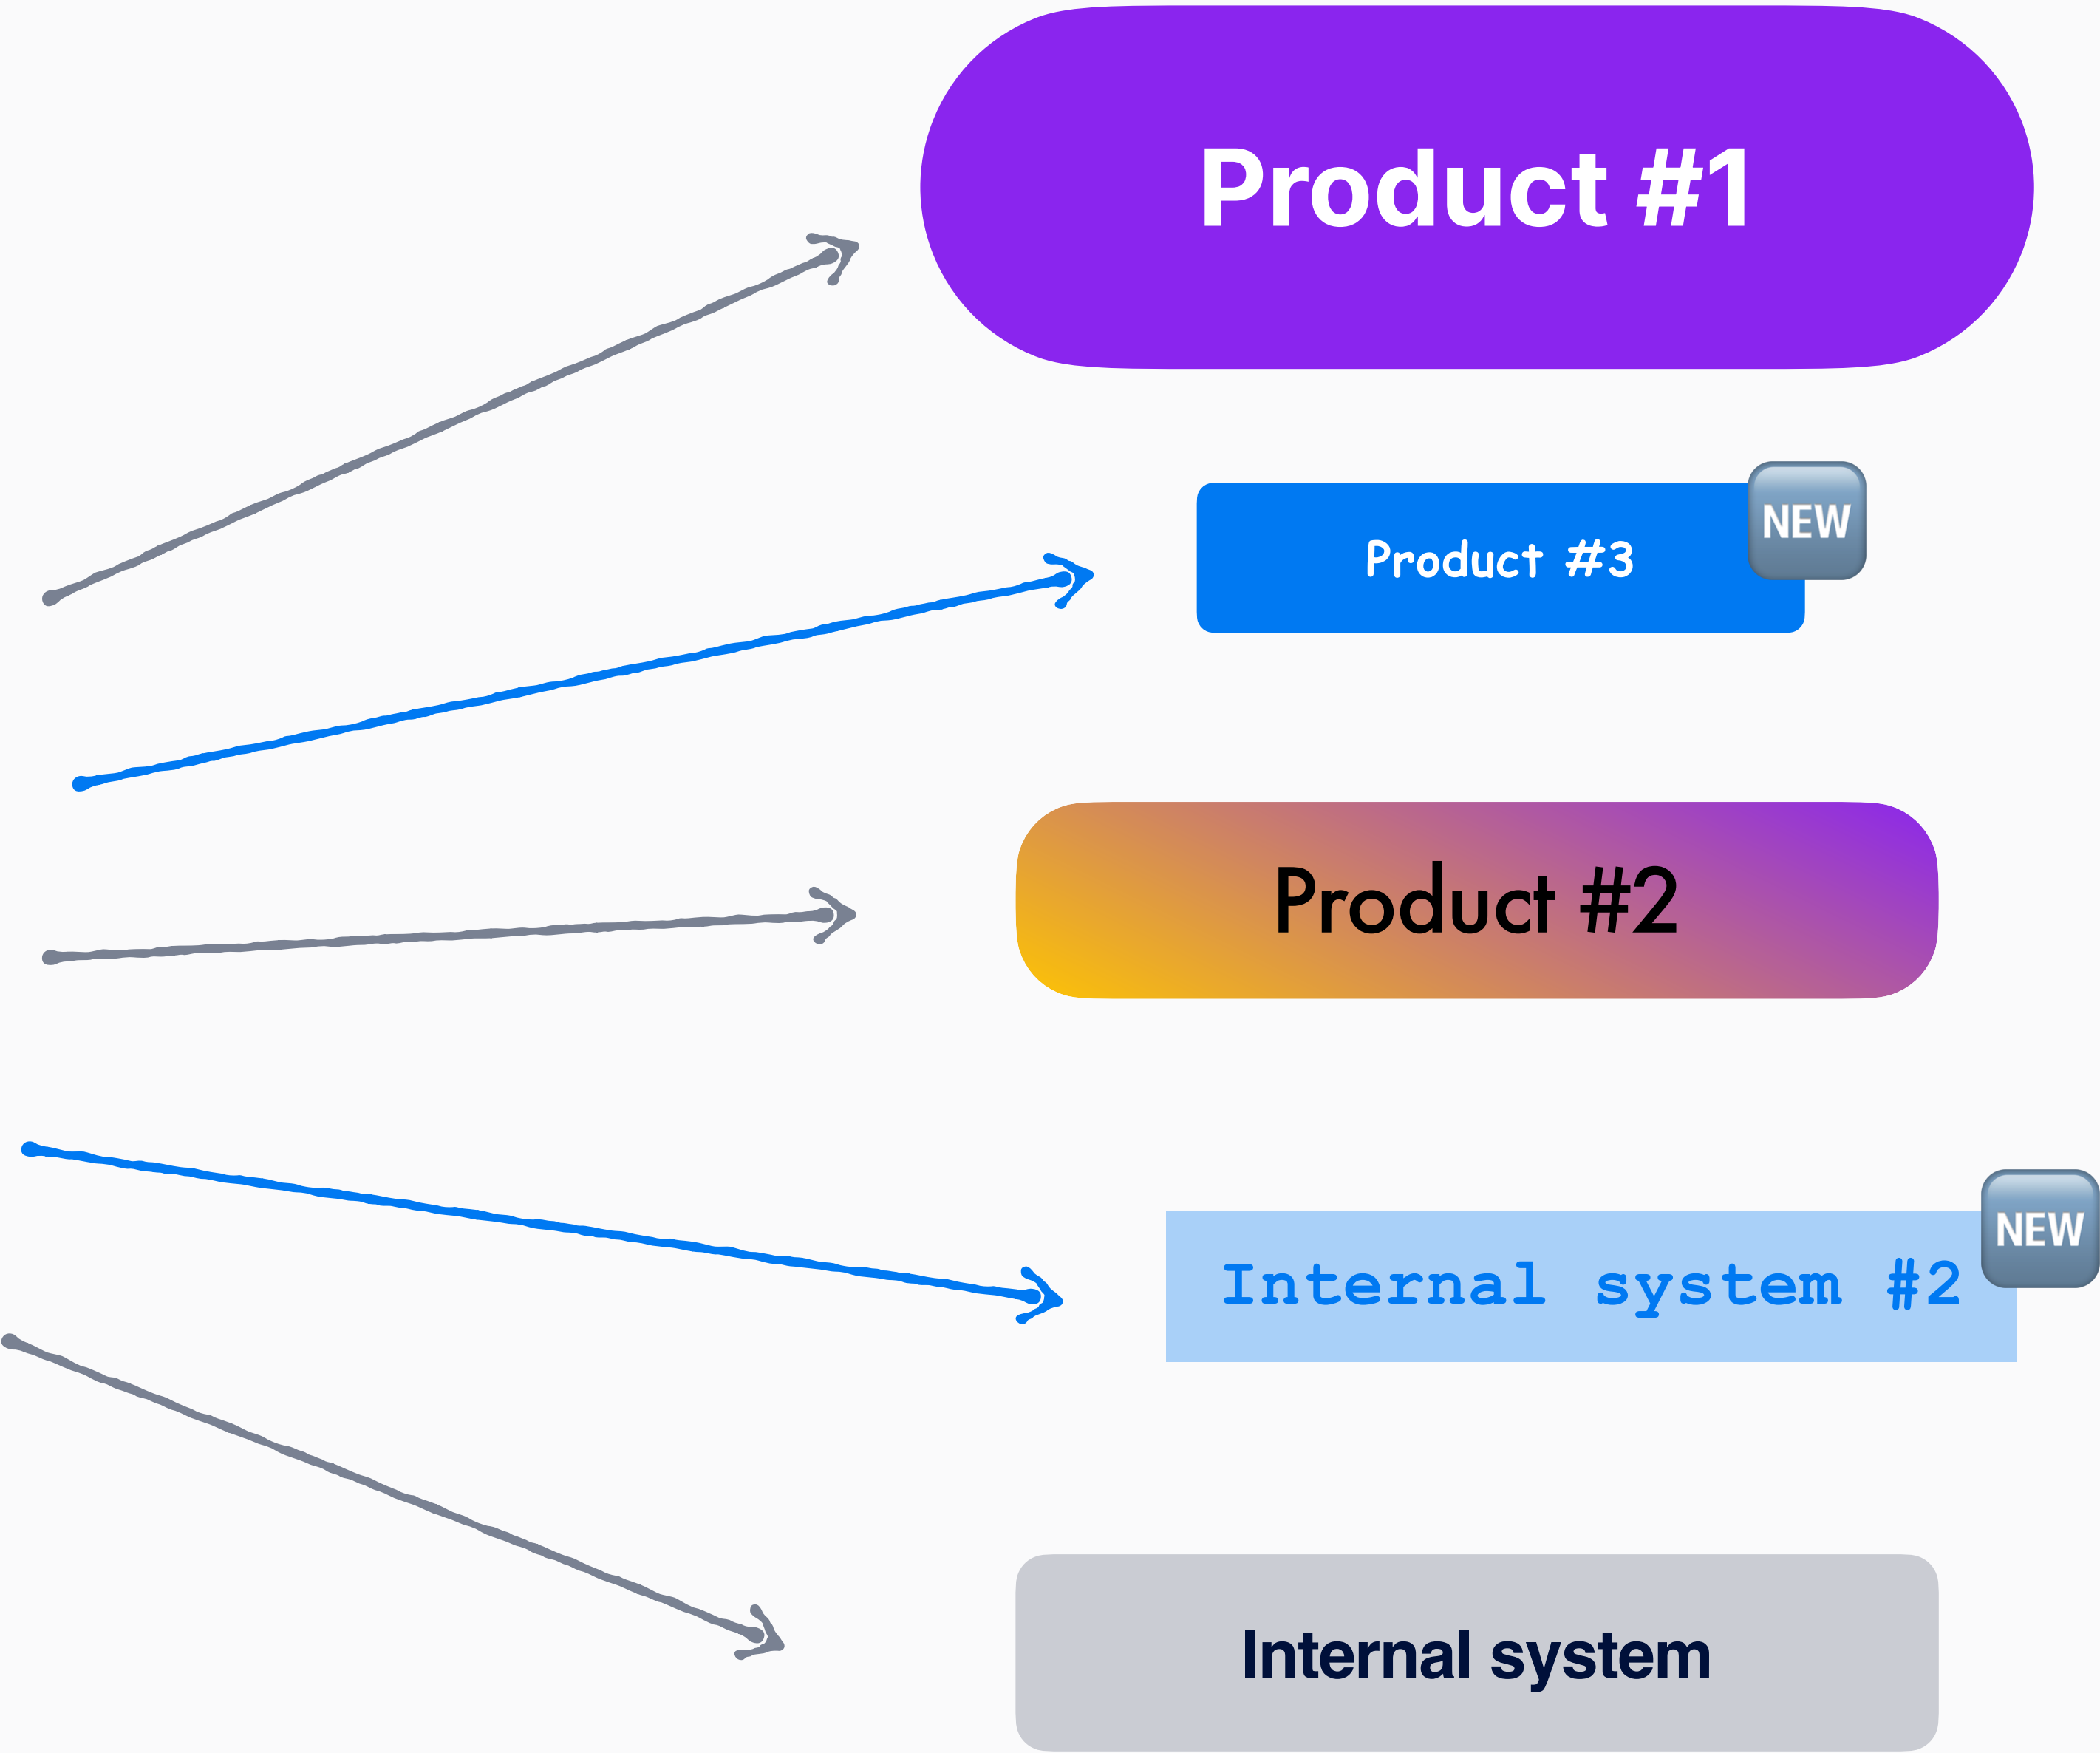 Product #1
NEW
Product #3
Product #2
NEW
Internal system #2
Internal system